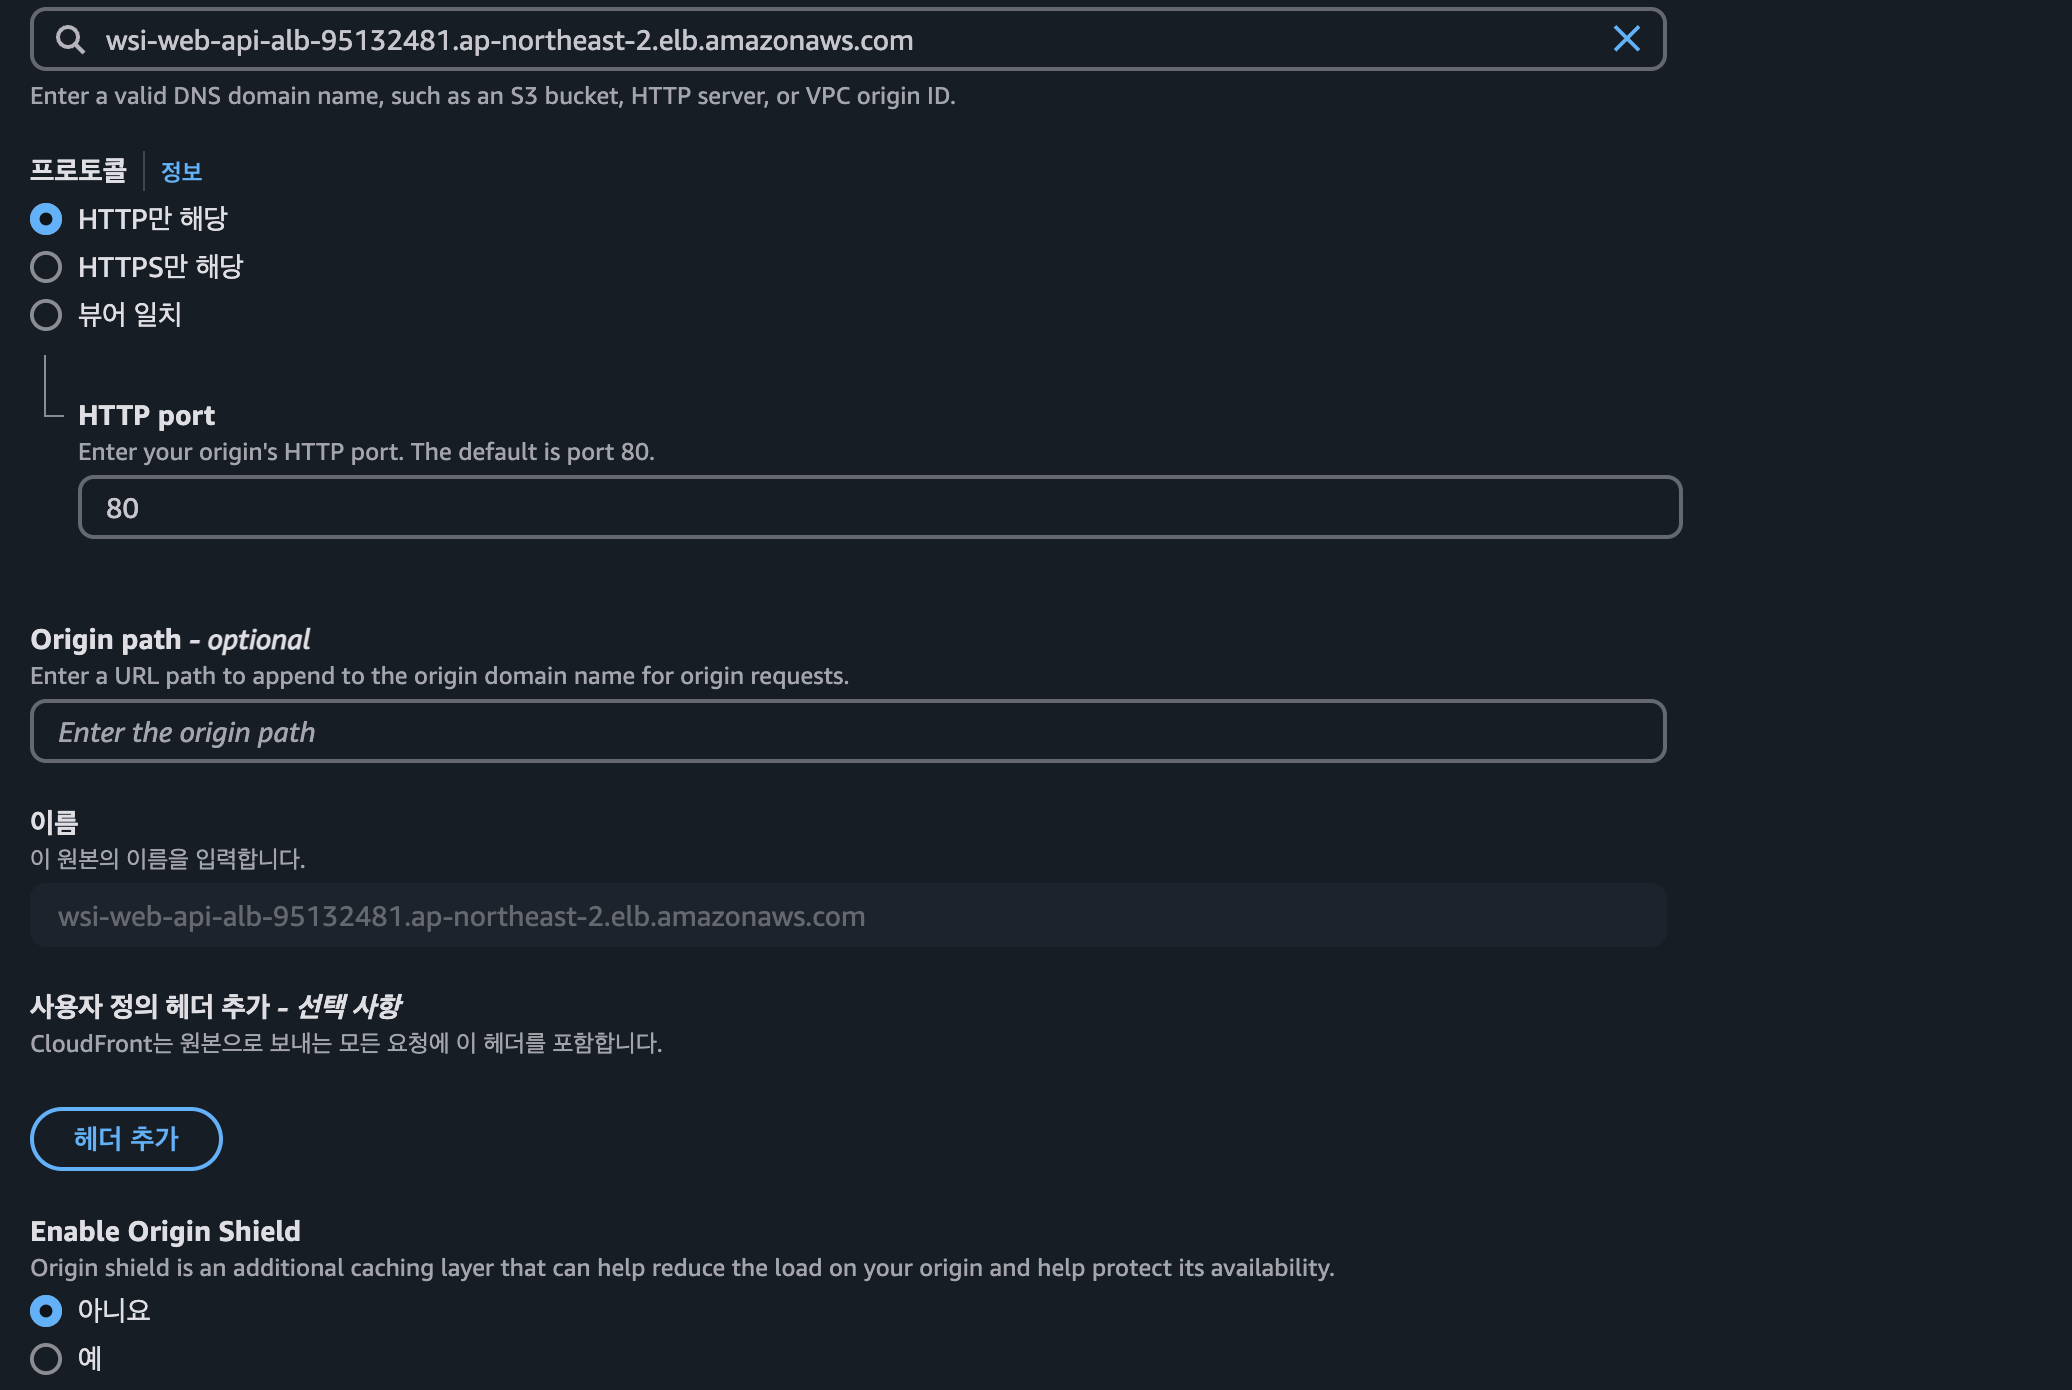 wsi-web-api-alb-95132481.ap-northeast-2.elb.amazonaws.com
Enter a valid DNS domain name, such as an S3 bucket, HTTP server, or VPC origin ID.
프로토콜 정보
HTTP만 해당
HTTPS만 해당
뷰어 일치
HTTP port
Enter your origin's HTTP port. The default is port 80.
80
Origin path - optional
Enter a URL path to append to the origin domain name for origin requests.
Enter the origin path
이름
이 원본의 이름을 입력합니다.
wsi-web-api-alb-95132481.ap-northeast-2.elb.amazonaws.com
사용자 정의 헤더 추가 - 선택 사항
CloudFront는 원본으로 보내는 모든 요청에 이 헤더를 포함합니다.
헤더 추가
Enable Origin Shield
Origin shield is an additional caching layer that can help reduce the load on your origin and help protect its availability.
아니요
예